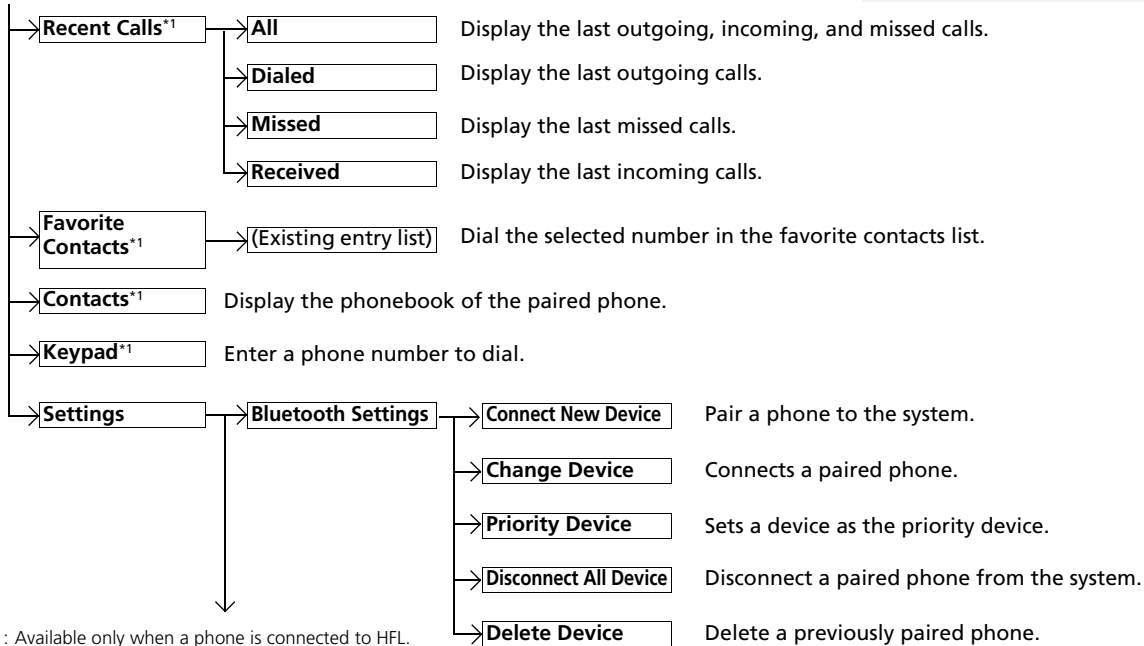 Recent Calls*1 All Display the last outgoing, incoming, and missed calls.
Dialed Display the last outgoing calls.
Missed Display the last missed calls.
Received Display the last incoming calls.
Favorite
Contacts*1 (Existing entry list) Dial the selected number in the favorite contacts list.
Contacts*1 Display the phonebook of the paired phone.
Keypad*1 Enter a phone number to dial.
Settings Bluetooth Settings Connect New Device Pair a phone to the system.
Change Device Connects a paired phone.
Priority Device Sets a device as the priority device.
Disconnect All Device Disconnect a paired phone from the system.
: Available only when a phone is connected to HFL.
Delete Device Delete a previously paired phone.